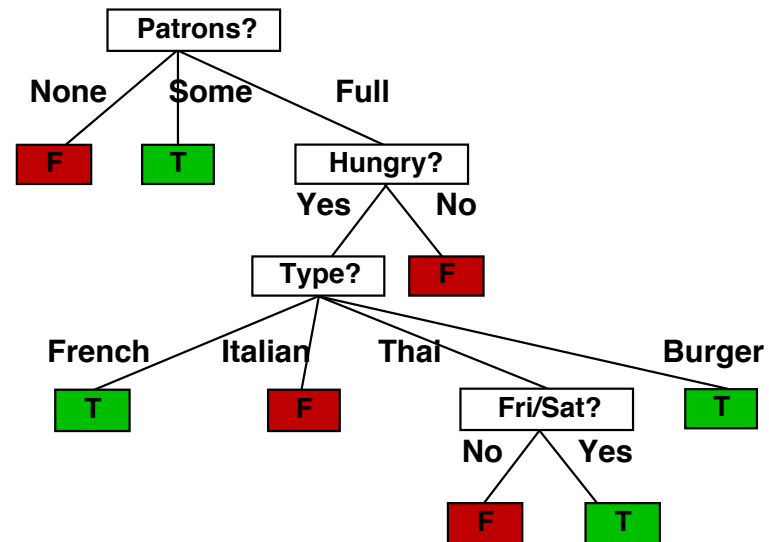 Patrons?
None Some Full
F T Hungry?
Yes No
Type? F
French Italian Thai Burger
T F Fri/Sat? T
No Yes
F T